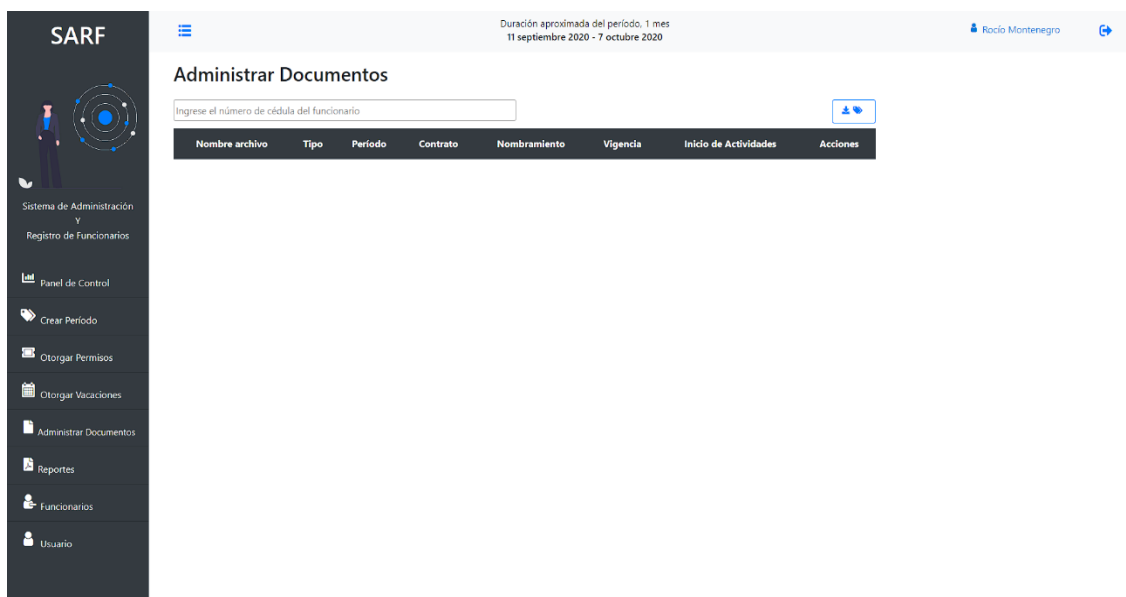 SARF
Sistema de Administración
Y
Registro de Funcionarios
Panel de Control
Crear Período
Otorgar Permisos
Otorgar Vacaciones
Administrar Documentos
Reportes
Funcionarios
Usuario
Duración aproximada del período, 1 mes
11 septiembre 2020 - 7 octubre 2020
Rocío Montenegro
Administrar Documentos
Ingrese el número de cédula del funcionario
Nombre archivo Tipo Período Contrato Nombramiento Vigencia Inicio de Actividades Acciones